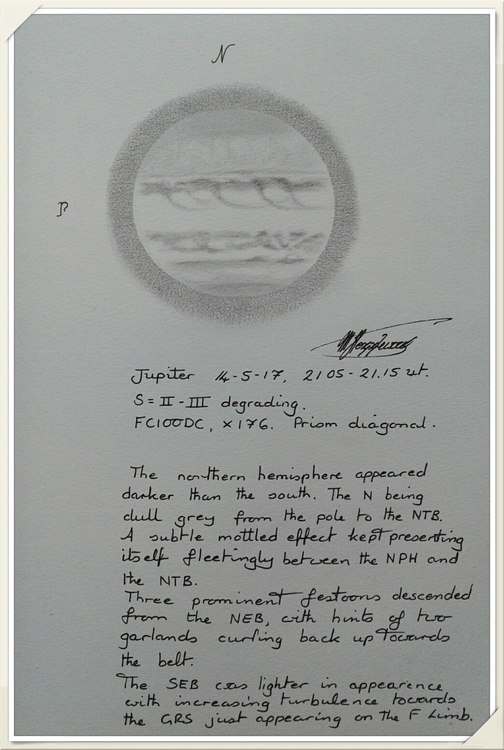 N
P
Jupiter 14-5-17, 2105-21.15 ut.
S = II-III degrading.
FC100DC, x176. Prism diagonal.
The northern hemisphere appeared
darker than the south. The N being
dull grey from the pole to the NTB.
A subtle mottled effect kept presenting
itself fleetingly between the NPH and
the NTB.
Three prominent festoons descended
from the NEB, with hints of two
garlands curling back up towards
the belt.
The SEB was lighter in appearence
with increasing turbulence towards
the GRS just appearing on the F limb.